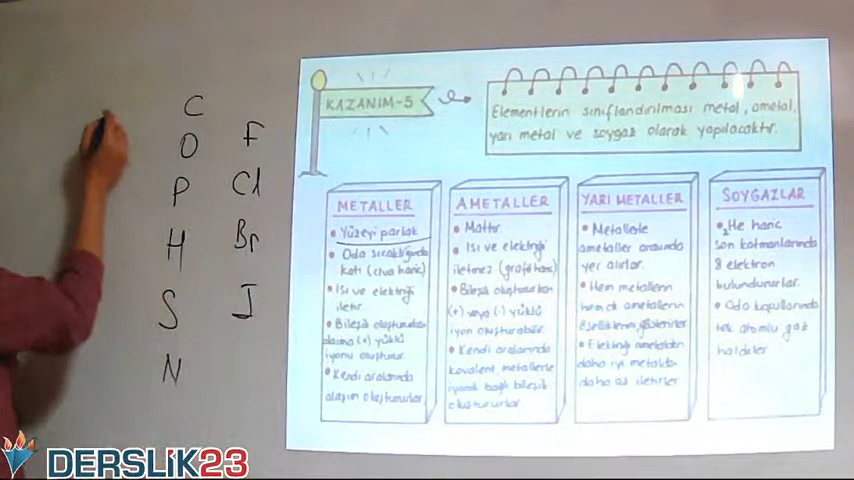 C
O
P
H
S
N
F
Cl
Br
I
KAZANIM-5
Elementlerin sınıflandırılması metal, ametal,
yarı metal ve soygaz olarak yapılacaktır.
METALLER
• Yüzeyi parlak
• Oda sıcaklığında
katı (civa hariç)
• Isı ve elektriği
iletir.
• Bileşik oluştururken
daima (+) yüklü
iyonu oluşturur.
• Kendi aralarında
alaşım oluştururlar.
AMETALLER
• Mattır.
• Isı ve elektriği
iletmez (grafit hariç)
• Bileşik oluştururken
(+) veya (-) yüklü
iyon oluşturabilir.
• Kendi aralarında
kovalent, metallerle
iyonik bağlı bileşik
oluştururlar.
YARI METALLER
• Metallerle
ametaller arasında
yer alırlar.
• Hem metallerin
hem de ametallerin
özelliklerini gösterirler
• Elektriği ametalden
daha iyi metalden
daha az iletirler
SOYGAZLAR
• 2He hariç
son katmanlarında
8 elektron
bulundururlar.
• Oda koşullarında
tek atomlu gaz
haldeler
DERSLİK23